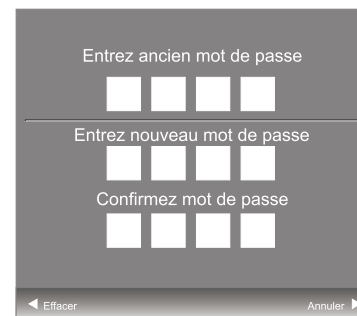 Entrez ancien mot de passe
Entrez nouveau mot de passe
Confirmez mot de passe
Effacer
Annuler